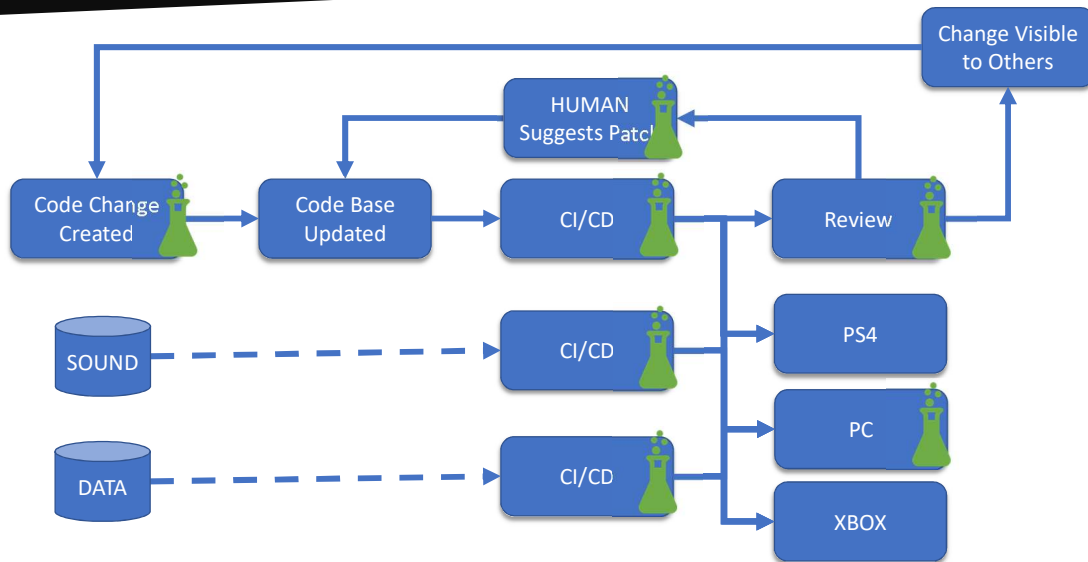 Change Visible
to Others
HUMAN
Suggests Patch
Code Change
Created
Code Base
Updated
CI/CD
Review
SOUND
CI/CD
PS4
DATA
CI/CD
PC
XBOX